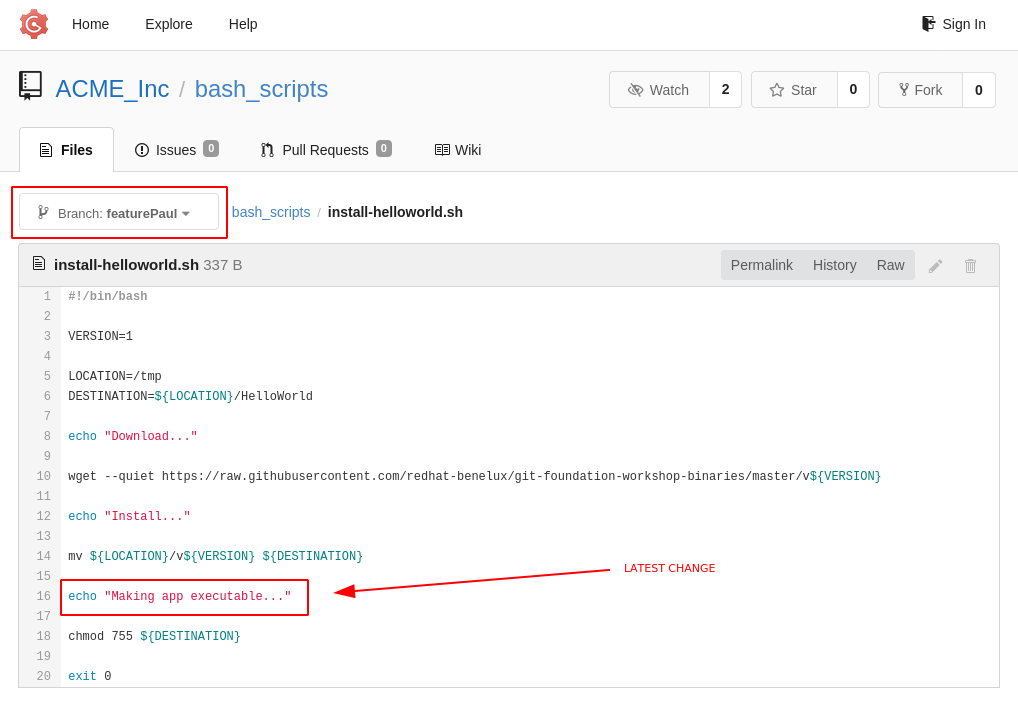 Home Explore Help Sign In
ACME_Inc / bash_scripts Watch 2 Star 0 Fork 0
Files Issues 0 Pull Requests 0 Wiki
Branch: featurePaul bash_scripts / install-helloworld.sh
install-helloworld.sh 337 B Permalink History Raw
1 #!/bin/bash
2
3 VERSION=1
4
5 LOCATION=/tmp
6 DESTINATION=${LOCATION}/HelloWorld
7
8 echo "Download..."
9
10 wget --quiet https://raw.githubusercontent.com/redhat-benelux/git-foundation-workshop-binaries/master/v${VERSION}
11
12 echo "Install..."
13
14 mv ${LOCATION}/v${VERSION} ${DESTINATION}
LATEST CHANGE
15
16 echo "Making app executable..."
17
18 chmod 755 ${DESTINATION}
19
20 exit 0